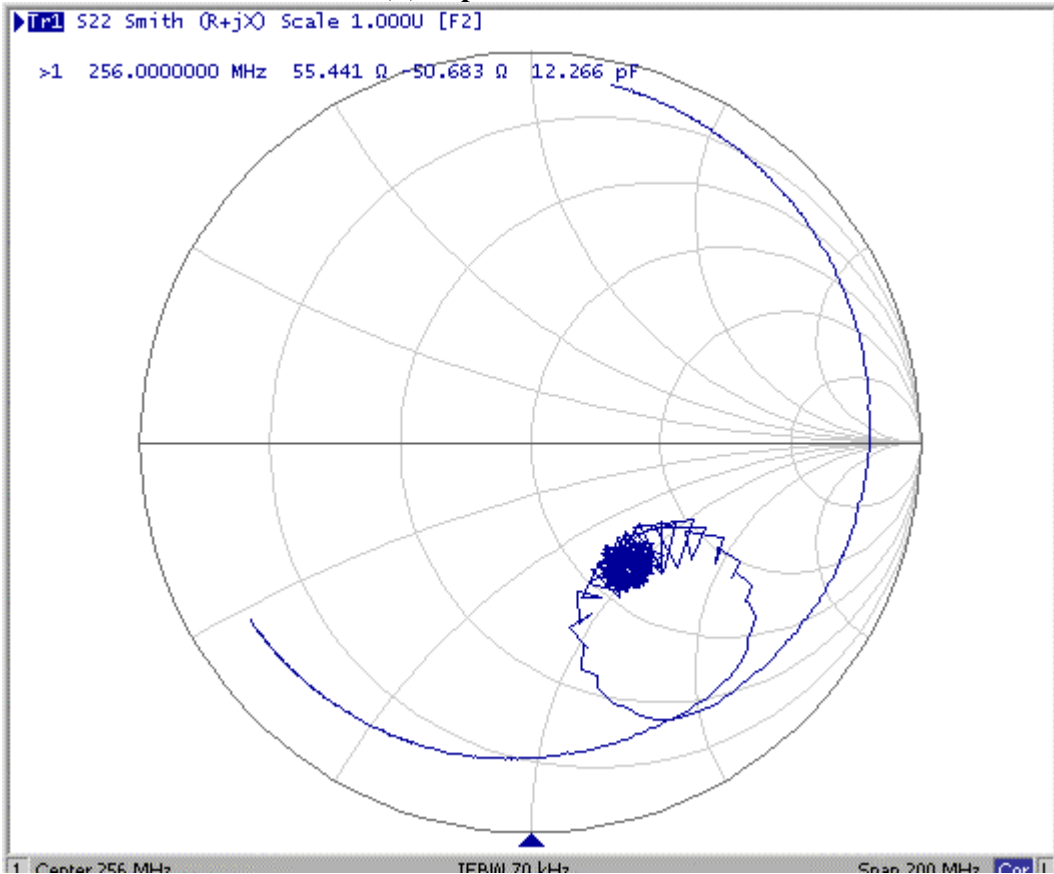 Tr1 S22 Smith (R+jX) Scale 1.000U [F2]
>1 256.0000000 MHz 55.441 Ω -50.683 Ω 12.266 pF
1 Center 256 MHz IFBW 70 kHz Span 200 MHz Cor